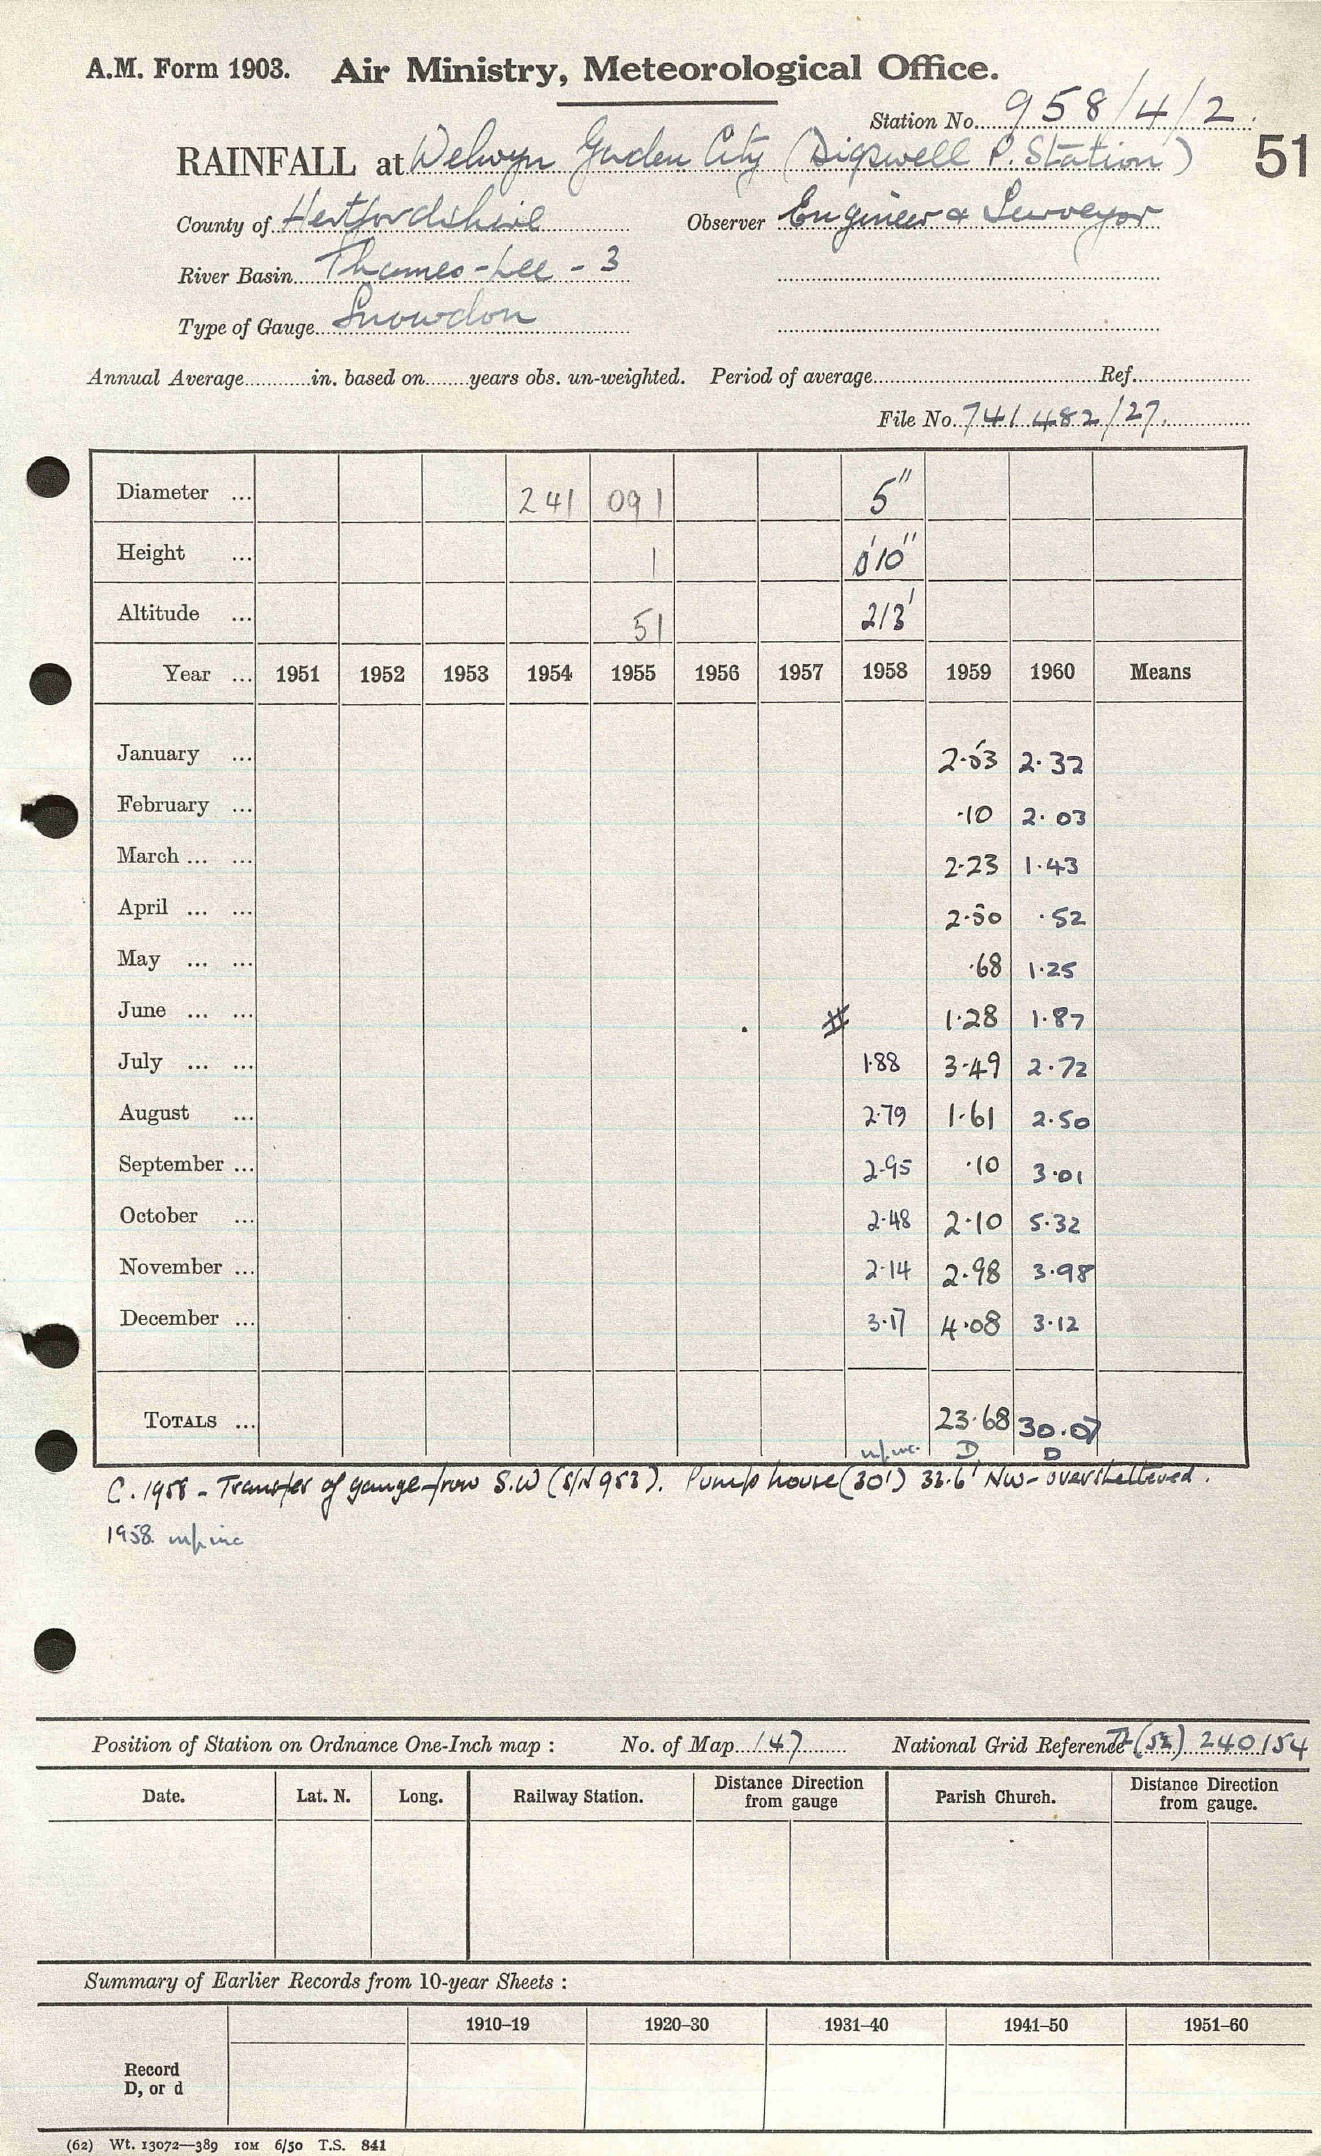 A.M. Form 1903. Air Ministry, Meteorological Office.
Station No. 958/4/2.
RAINFALL at Welwyn Garden City (Digswell P. Station)
51
County of Hertfordshire Observer Engineer & Surveyor
River Basin Thames - Lee - 3
Type of Gauge Snowdon
Annual Average in. based on years obs. un-weighted. Period of average Ref.
File No. 741482/27.
Diameter ... 241 091 5"
Height ... 1 0'10"
Altitude ... 51 213'
Year ... 1951 1952 1953 1954 1955 1956 1957 1958 1959 1960 Means
January ... 2.53 2.32
February ... .10 2.03
March ... ... 2.23 1.43
April ... ... 2.50 .52
May ... ... .68 1.25
June ... ... 1.28 1.87
July ... ... 1.88 3.49 2.72
August ... 2.79 1.61 2.50
September ... 2.95 .10 3.01
October ... 2.48 2.10 5.32
November ... 2.14 2.98 3.98
December ... 3.17 4.08 3.12
TOTALS ... 23.68 30.07
D D
C. 1958 - Transfer of gauge from S.W (S/N 953). Pump house (30') 33.6' NW - oversheltered.
1958. inc
Position of Station on Ordnance One-Inch map : No. of Map 147 National Grid Reference TL (52) 240154
Date. Lat. N. Long. Railway Station. Distance Direction from gauge Parish Church. Distance Direction from gauge.
Summary of Earlier Records from 10-year Sheets :
1910–19 1920–30 1931–40 1941–50 1951–60
Record
D, or d
(62) Wt. 13072—389 10M 6/50 T.S. 841